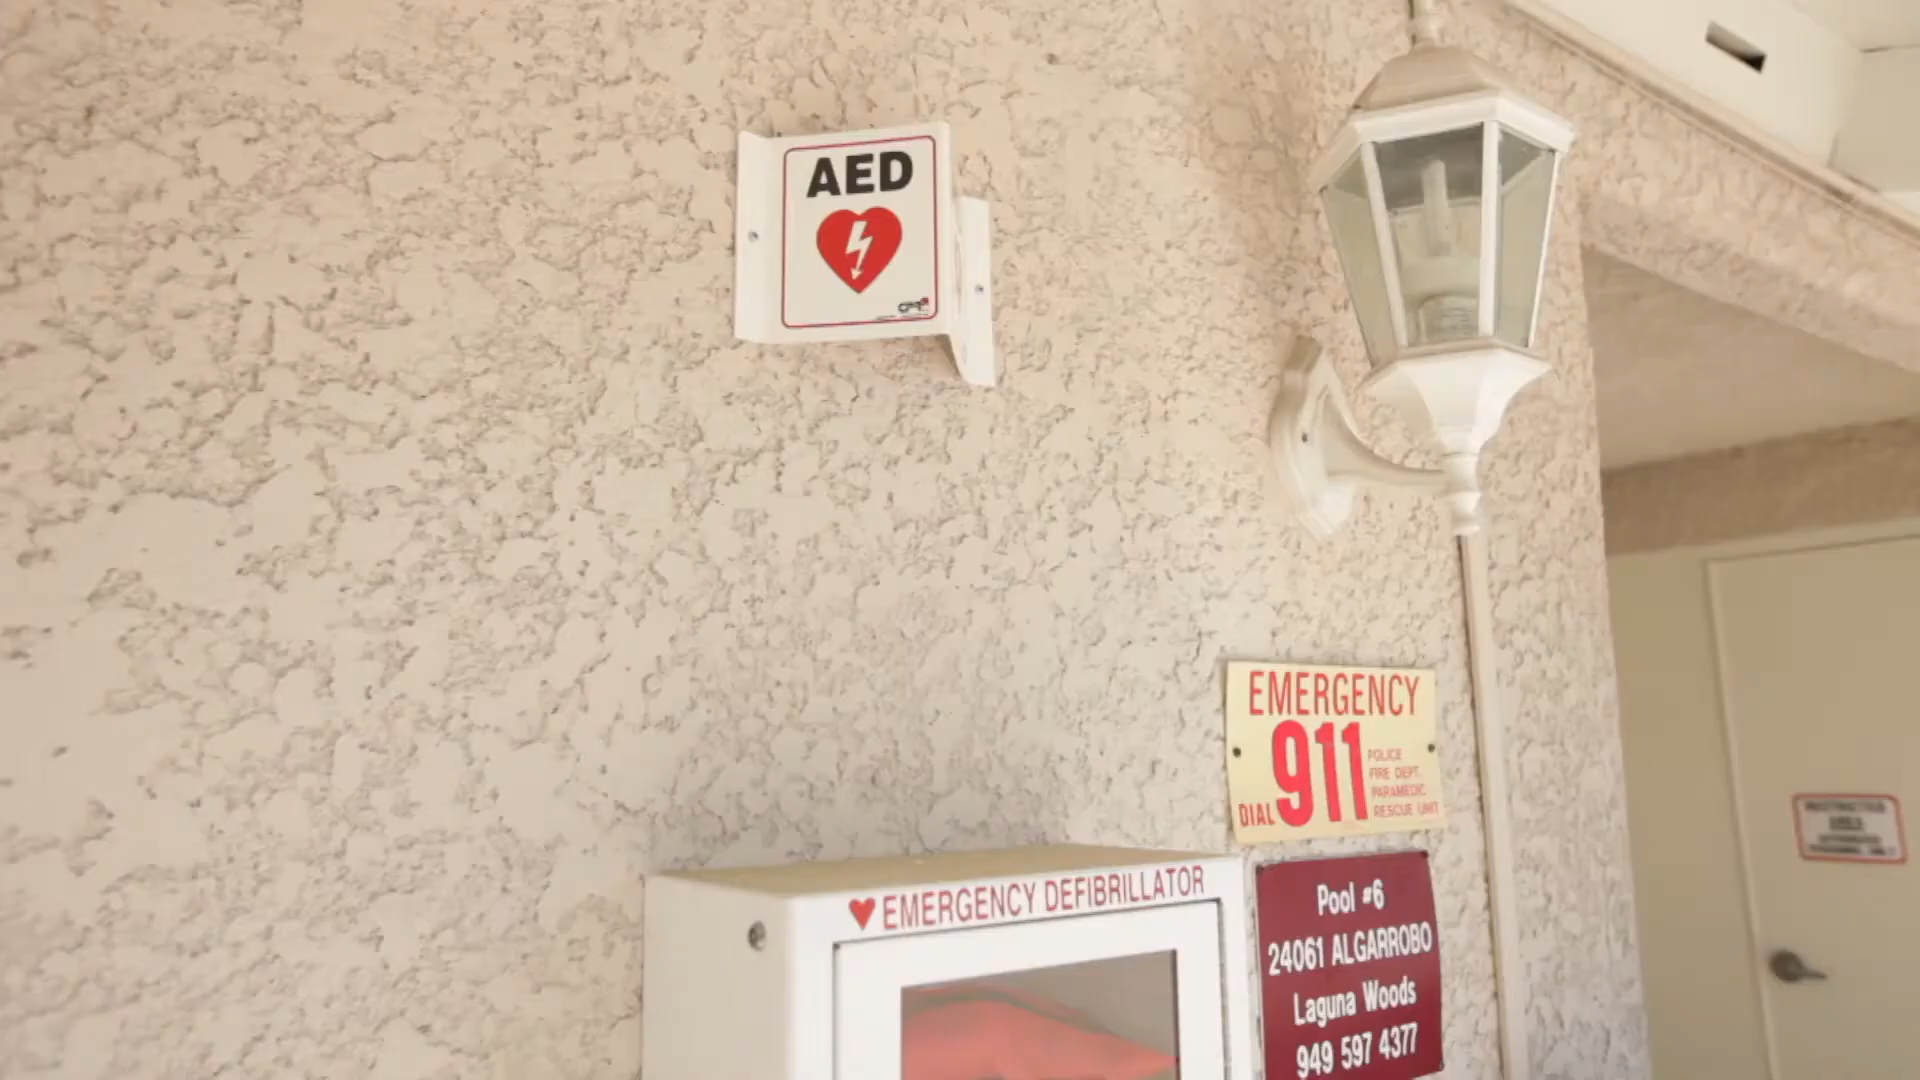 AED
EMERGENCY
DIAL 911
POLICE
FIRE DEPT.
PARAMEDIC
RESCUE UNIT
EMERGENCY DEFIBRILLATOR
Pool #6
24061 ALGARROBO
Laguna Woods
949 597 4377